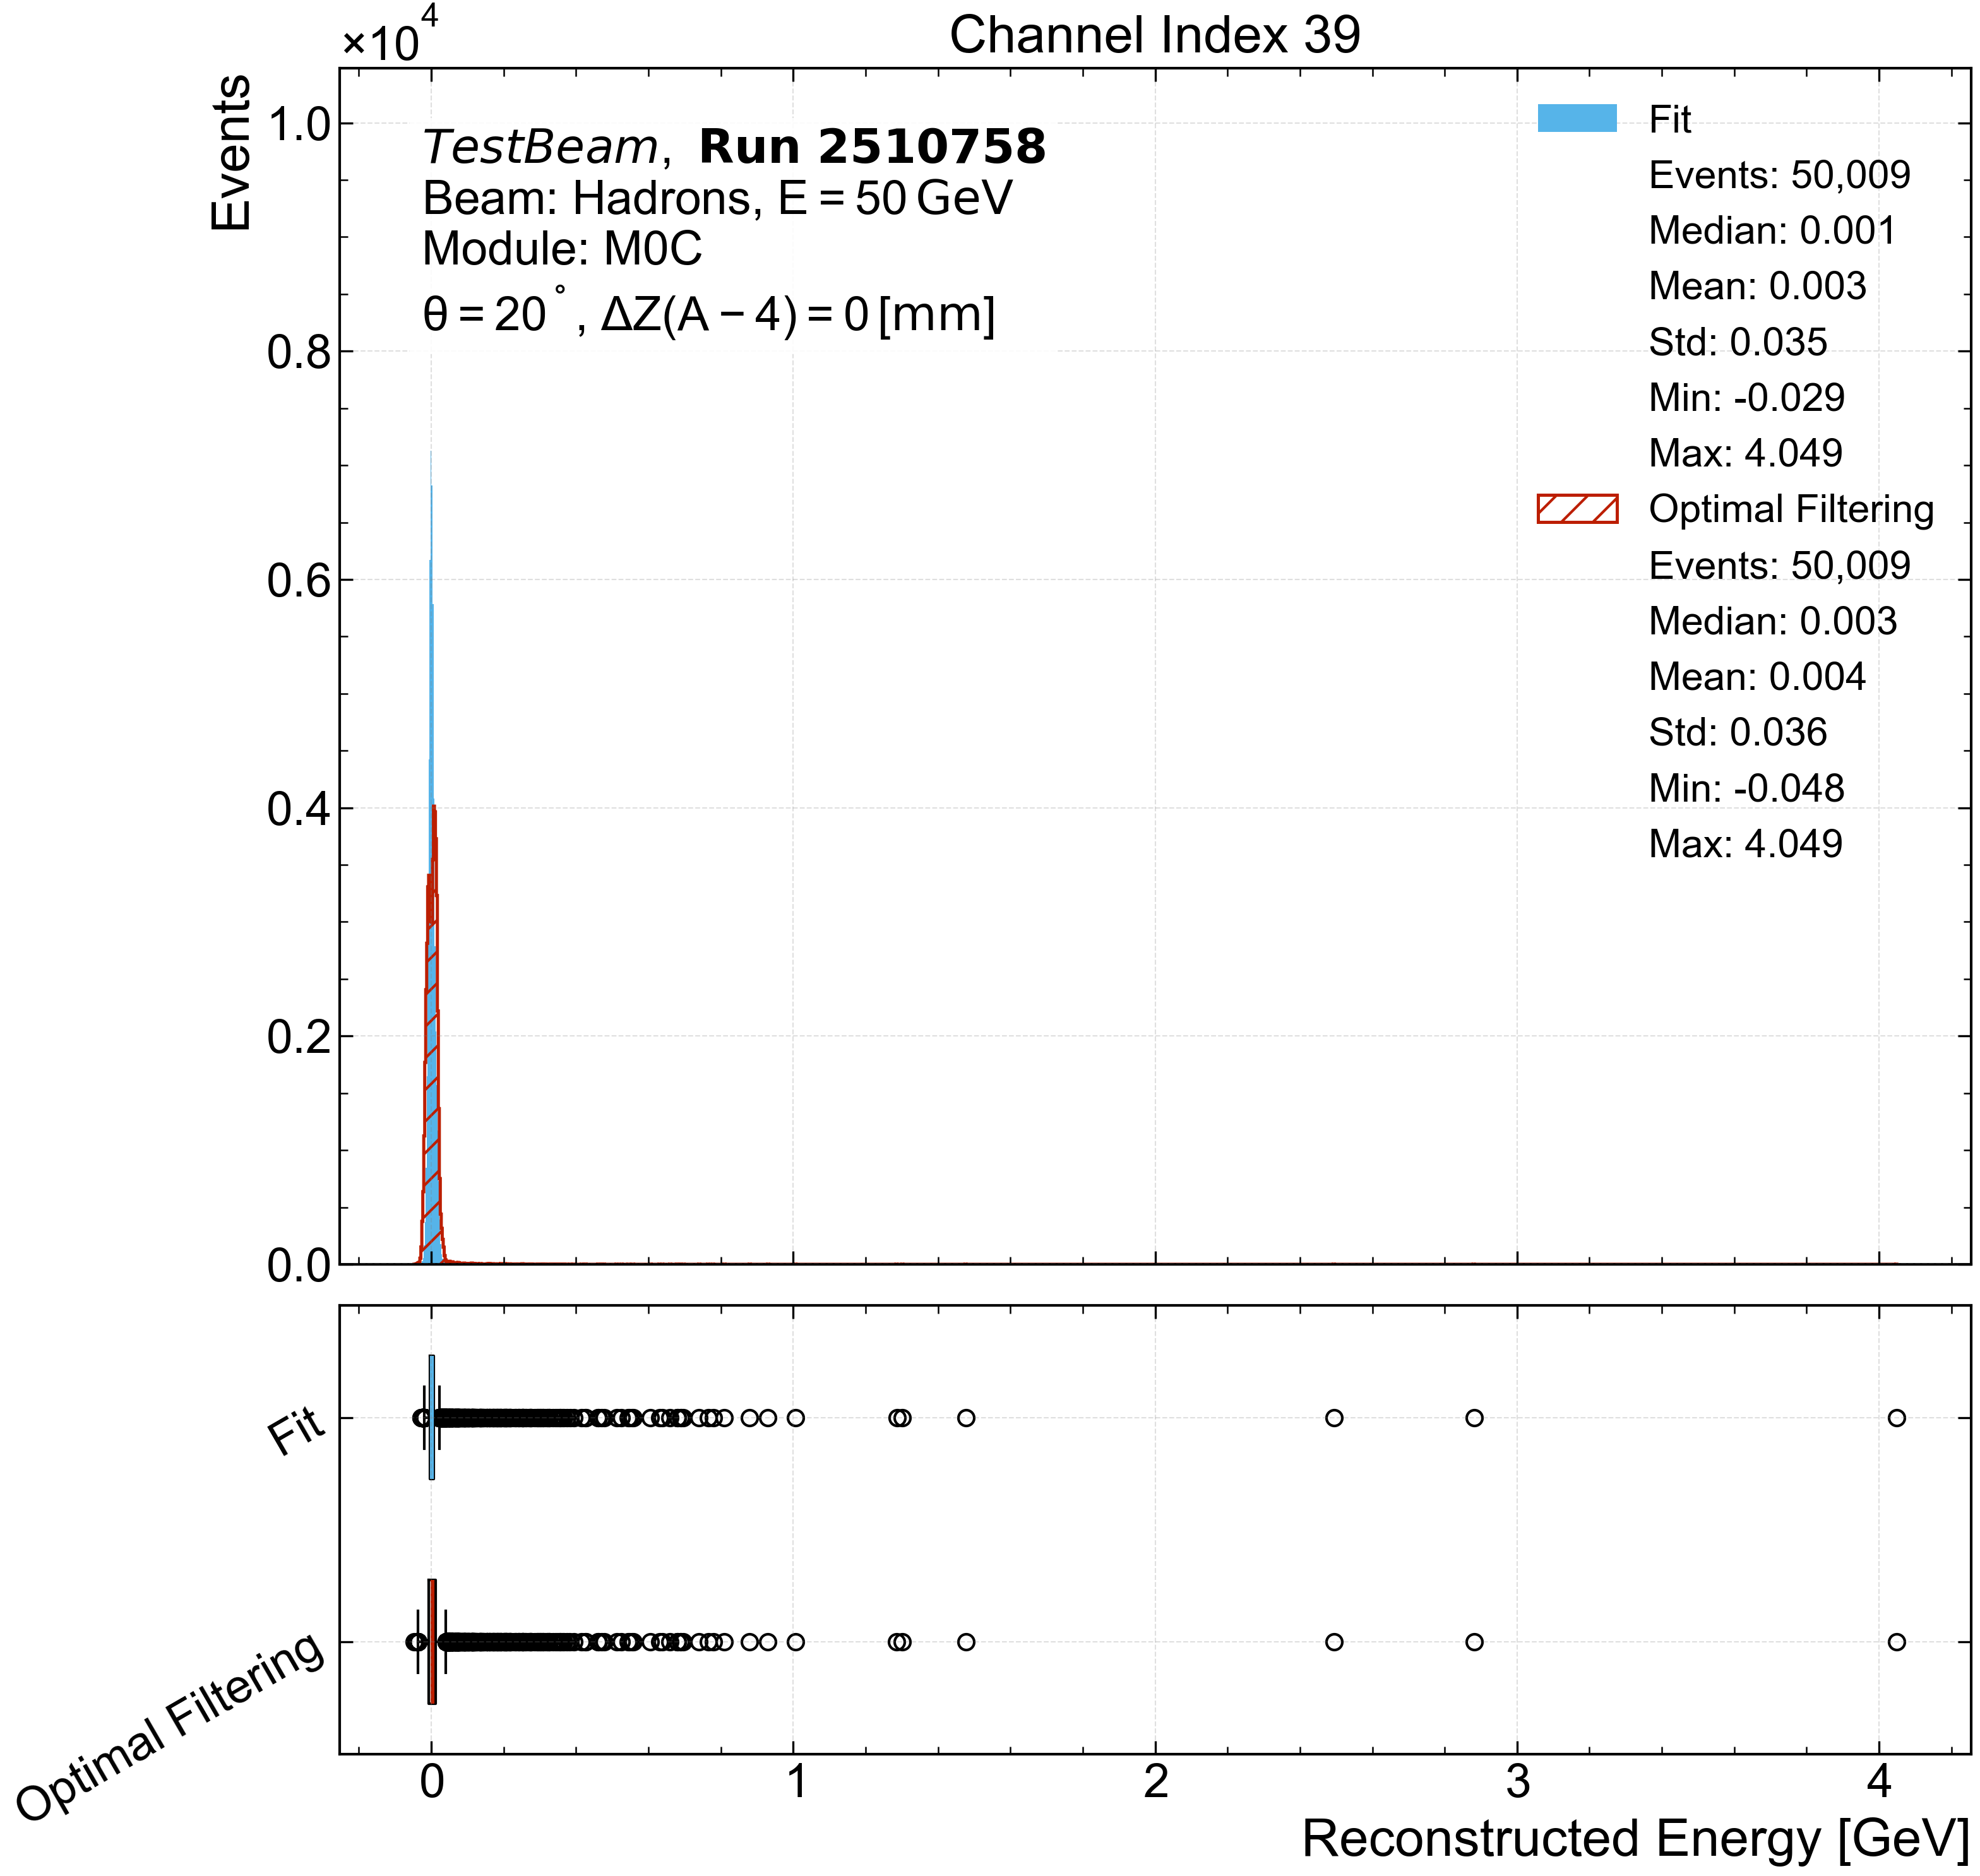 Channel Index 39
×10^4
Events
1.0
0.8
0.6
0.4
0.2
0.0
TestBeam, Run 2510758
Beam: Hadrons, E = 50 GeV
Module: M0C
θ = 20°, ΔZ(A − 4) = 0 [mm]
Fit
Events: 50,009
Median: 0.001
Mean: 0.003
Std: 0.035
Min: -0.029
Max: 4.049
Optimal Filtering
Events: 50,009
Median: 0.003
Mean: 0.004
Std: 0.036
Min: -0.048
Max: 4.049
Fit
Optimal Filtering
0 1 2 3 4
Reconstructed Energy [GeV]